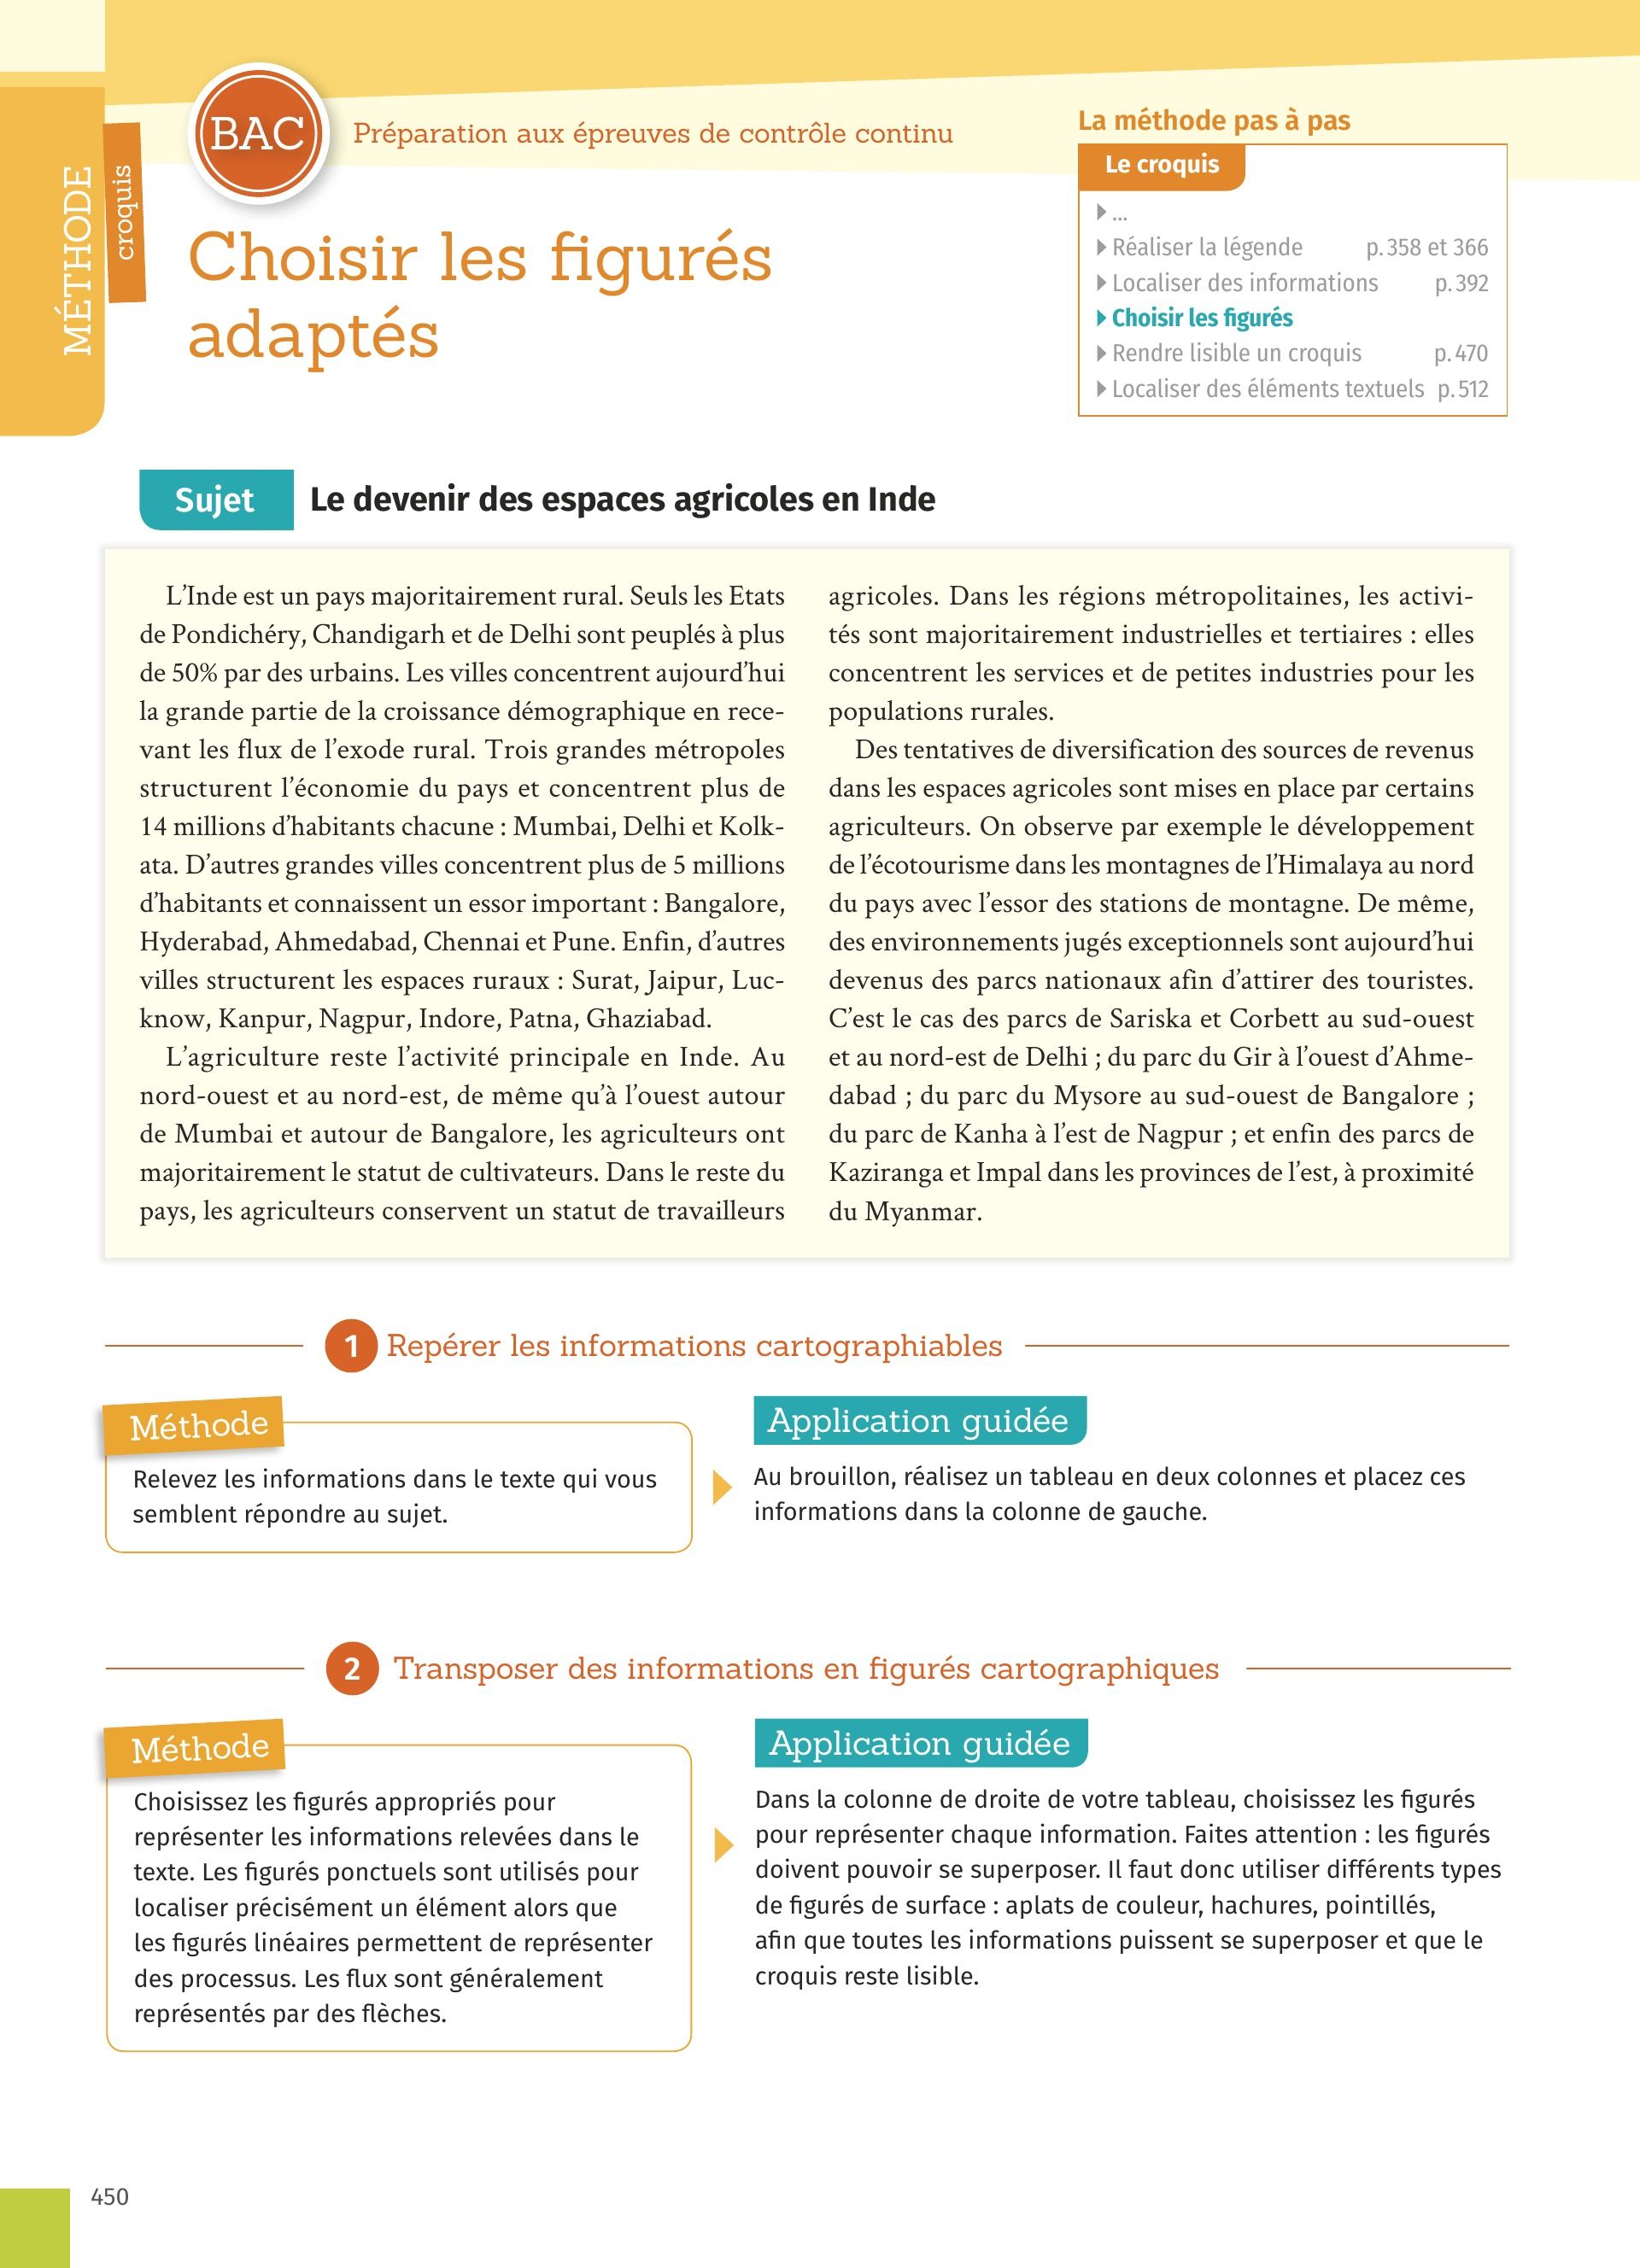 MÉTHODE
croquis
BAC
Préparation aux épreuves de contrôle continu
Choisir les figurés
adaptés
La méthode pas à pas
Le croquis
...
Réaliser la légende p. 358 et 366
Localiser des informations p. 392
Choisir les figurés
Rendre lisible un croquis p. 470
Localiser des éléments textuels p. 512
Sujet Le devenir des espaces agricoles en Inde
L’Inde est un pays majoritairement rural. Seuls les Etats
de Pondichéry, Chandigarh et de Delhi sont peuplés à plus
de 50% par des urbains. Les villes concentrent aujourd’hui
la grande partie de la croissance démographique en rece-
vant les flux de l’exode rural. Trois grandes métropoles
structurent l’économie du pays et concentrent plus de
14 millions d’habitants chacune : Mumbai, Delhi et Kolk-
ata. D’autres grandes villes concentrent plus de 5 millions
d’habitants et connaissent un essor important : Bangalore,
Hyderabad, Ahmedabad, Chennai et Pune. Enfin, d’autres
villes structurent les espaces ruraux : Surat, Jaipur, Luc-
know, Kanpur, Nagpur, Indore, Patna, Ghaziabad.
L’agriculture reste l’activité principale en Inde. Au
nord-ouest et au nord-est, de même qu’à l’ouest autour
de Mumbai et autour de Bangalore, les agriculteurs ont
majoritairement le statut de cultivateurs. Dans le reste du
pays, les agriculteurs conservent un statut de travailleurs
agricoles. Dans les régions métropolitaines, les activi-
tés sont majoritairement industrielles et tertiaires : elles
concentrent les services et de petites industries pour les
populations rurales.
Des tentatives de diversification des sources de revenus
dans les espaces agricoles sont mises en place par certains
agriculteurs. On observe par exemple le développement
de l’écotourisme dans les montagnes de l’Himalaya au nord
du pays avec l’essor des stations de montagne. De même,
des environnements jugés exceptionnels sont aujourd’hui
devenus des parcs nationaux afin d’attirer des touristes.
C’est le cas des parcs de Sariska et Corbett au sud-ouest
et au nord-est de Delhi ; du parc du Gir à l’ouest d’Ahme-
dabad ; du parc du Mysore au sud-ouest de Bangalore ;
du parc de Kanha à l’est de Nagpur ; et enfin des parcs de
Kaziranga et Impal dans les provinces de l’est, à proximité
du Myanmar.
1 Repérer les informations cartographiables
Méthode
Relevez les informations dans le texte qui vous
semblent répondre au sujet.
Application guidée
Au brouillon, réalisez un tableau en deux colonnes et placez ces
informations dans la colonne de gauche.
2 Transposer des informations en figurés cartographiques
Méthode
Choisissez les figurés appropriés pour
représenter les informations relevées dans le
texte. Les figurés ponctuels sont utilisés pour
localiser précisément un élément alors que
les figurés linéaires permettent de représenter
des processus. Les flux sont généralement
représentés par des flèches.
Application guidée
Dans la colonne de droite de votre tableau, choisissez les figurés
pour représenter chaque information. Faites attention : les figurés
doivent pouvoir se superposer. Il faut donc utiliser différents types
de figurés de surface : aplats de couleur, hachures, pointillés,
afin que toutes les informations puissent se superposer et que le
croquis reste lisible.
450